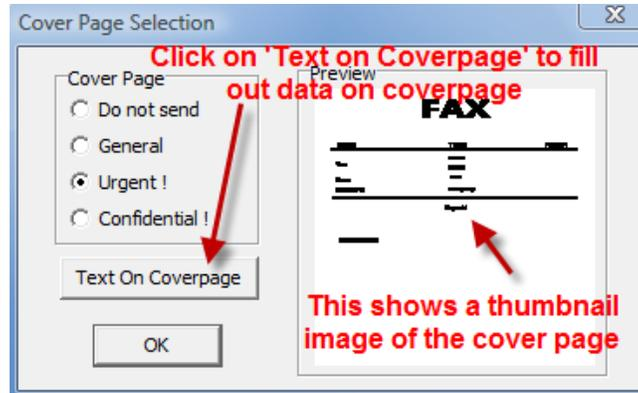 Cover Page Selection
Click on 'Text on Coverpage' to fill
out data on coverpage
Cover Page
Do not send
General
Urgent !
Confidential !
Text On Coverpage
OK
Preview
FAX
This shows a thumbnail
image of the cover page